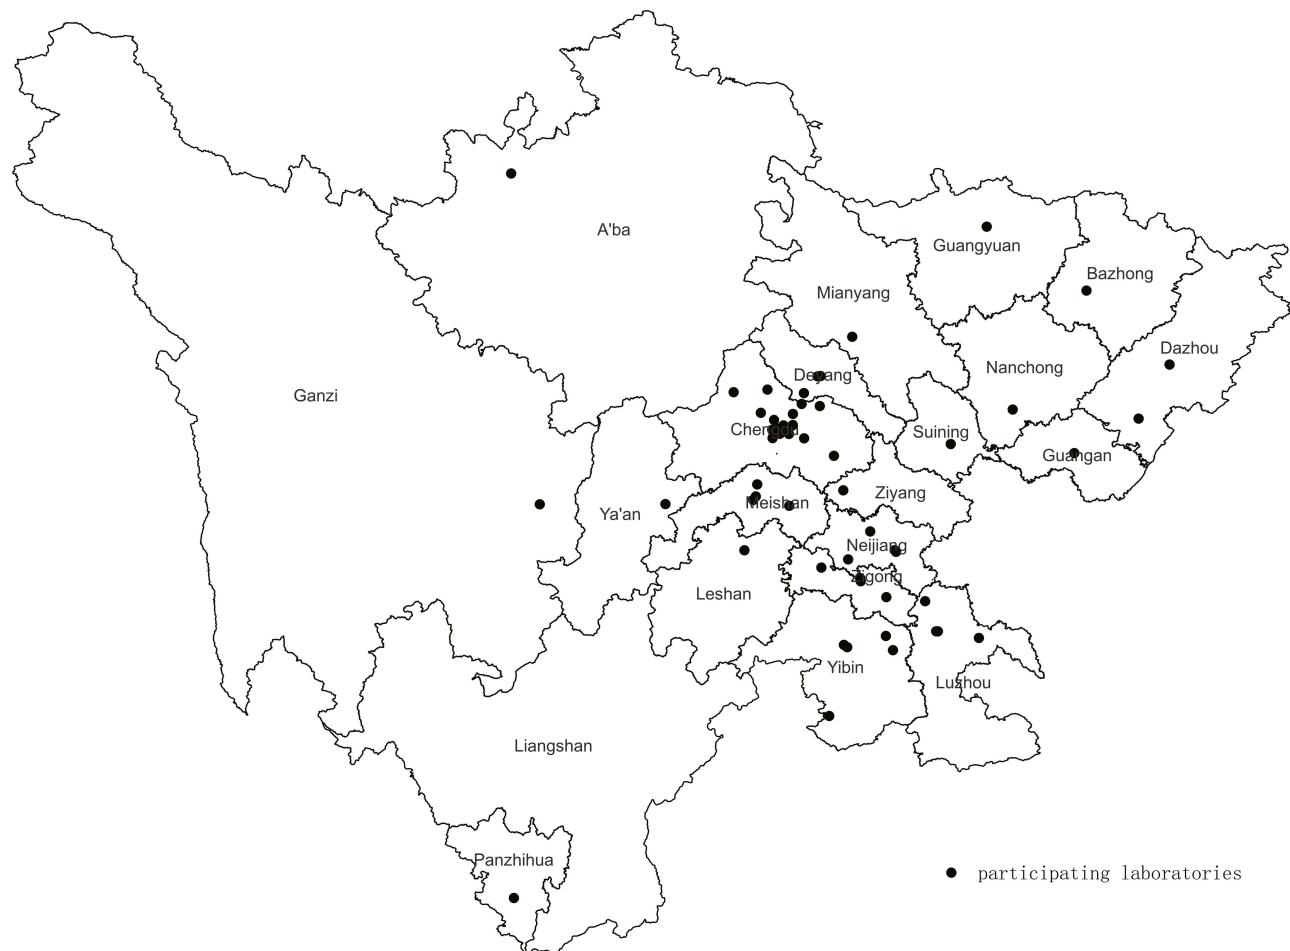 A'ba
Guangyuan
Bazhong
Mianyang
Dazhou
Nanchong
Deyang
Ganzi
Chengdu
Suining
Guangan
Ziyang
Meishan
Ya'an
Neijiang
Zigong
Leshan
Yibin
Luzhou
Liangshan
Panzhihua
participating laboratories